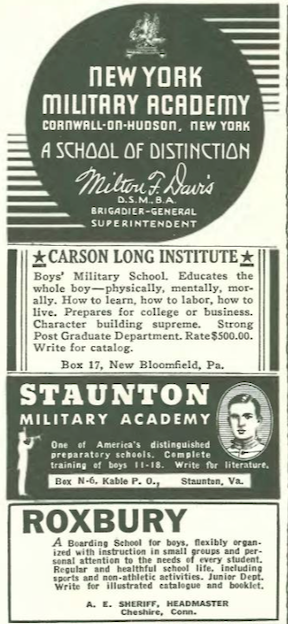 NEW YORK
MILITARY ACADEMY
CORNWALL-ON-HUDSON, NEW YORK
A SCHOOL OF DISTINCTION
Milton F. Davis
D.S.M., B.A.
BRIGADIER-GENERAL
SUPERINTENDENT
★CARSON LONG INSTITUTE★
Boys' Military School. Educates the
whole boy—physically, mentally, mor-
ally. How to learn, how to labor, how to
live. Prepares for college or business.
Character building supreme. Strong
Post Graduate Department. Rate $500.00.
Write for catalog.
Box 17, New Bloomfield, Pa.
STAUNTON
MILITARY ACADEMY
One of America's distinguished
preparatory schools. Complete
training of boys 11-18. Write for literature.
Box N-6, Kable P. O., Staunton, Va.
ROXBURY
A Boarding School for boys, flexibly organ-
ized with instruction in small groups and per-
sonal attention to the needs of every student.
Regular and healthful school life, including
sports and non-athletic activities. Junior Dept.
Write for illustrated catalogue and booklet.
A. E. SHERIFF, HEADMASTER
Cheshire, Conn.